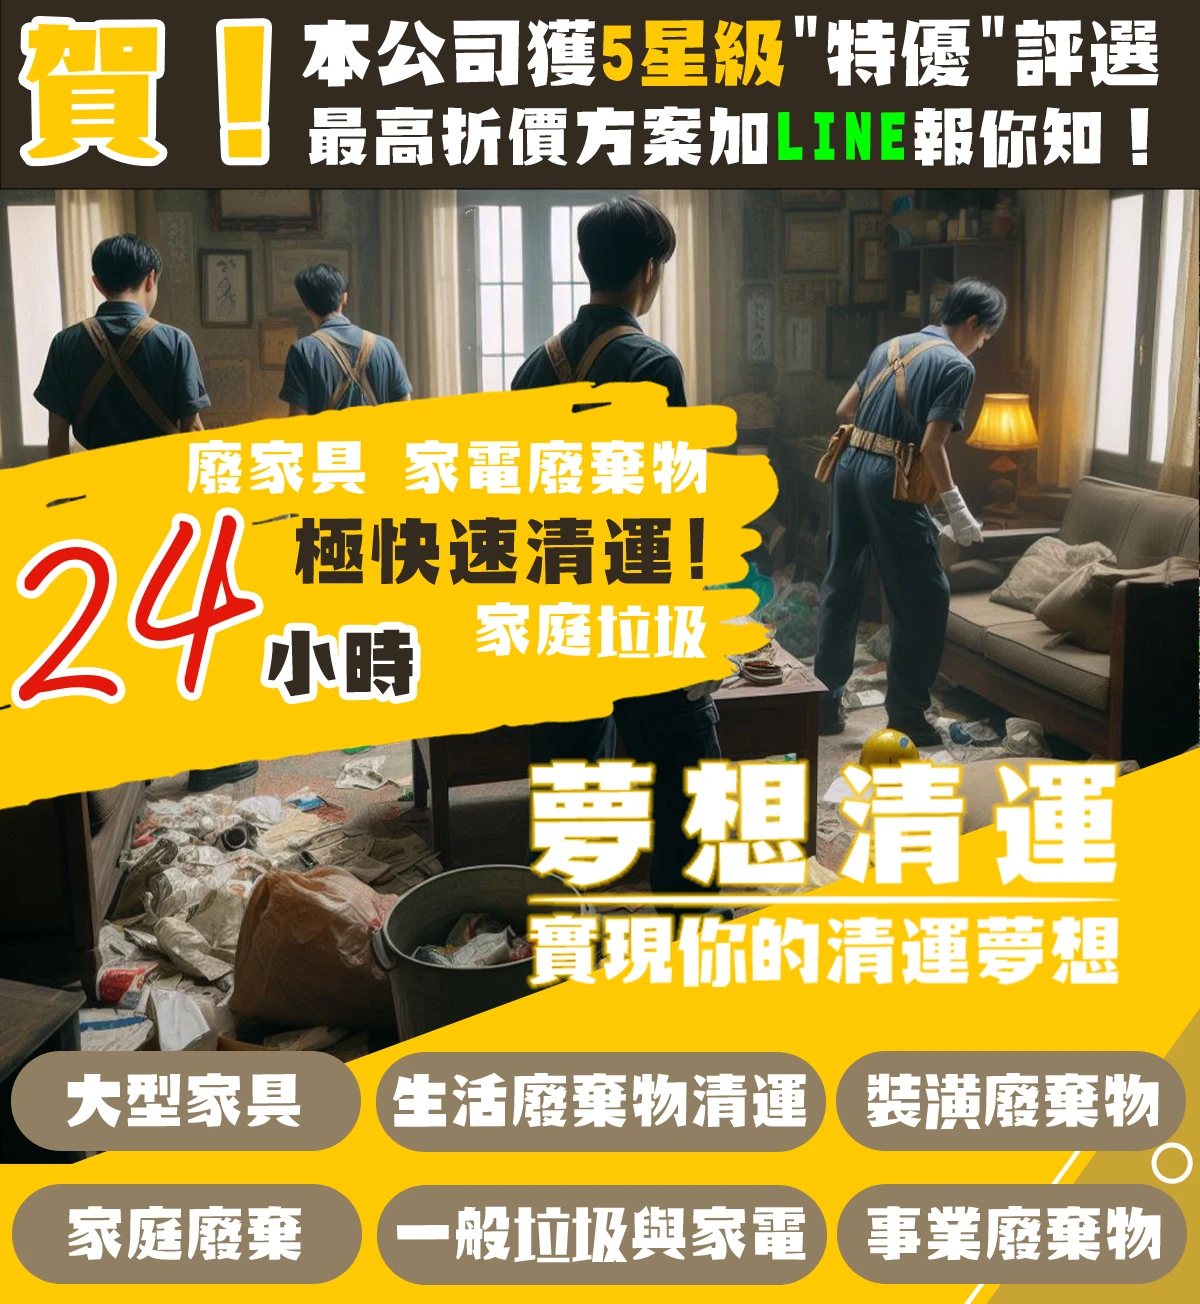 賀！
本公司獲5星級"特優"評選
最高折價方案加LINE報你知！
廢家具 家電廢棄物
極快速清運！
24小時
家庭垃圾
夢想清運
實現你的清運夢想
大型家具
生活廢棄物清運
裝潢廢棄物
家庭廢棄
一般垃圾與家電
事業廢棄物